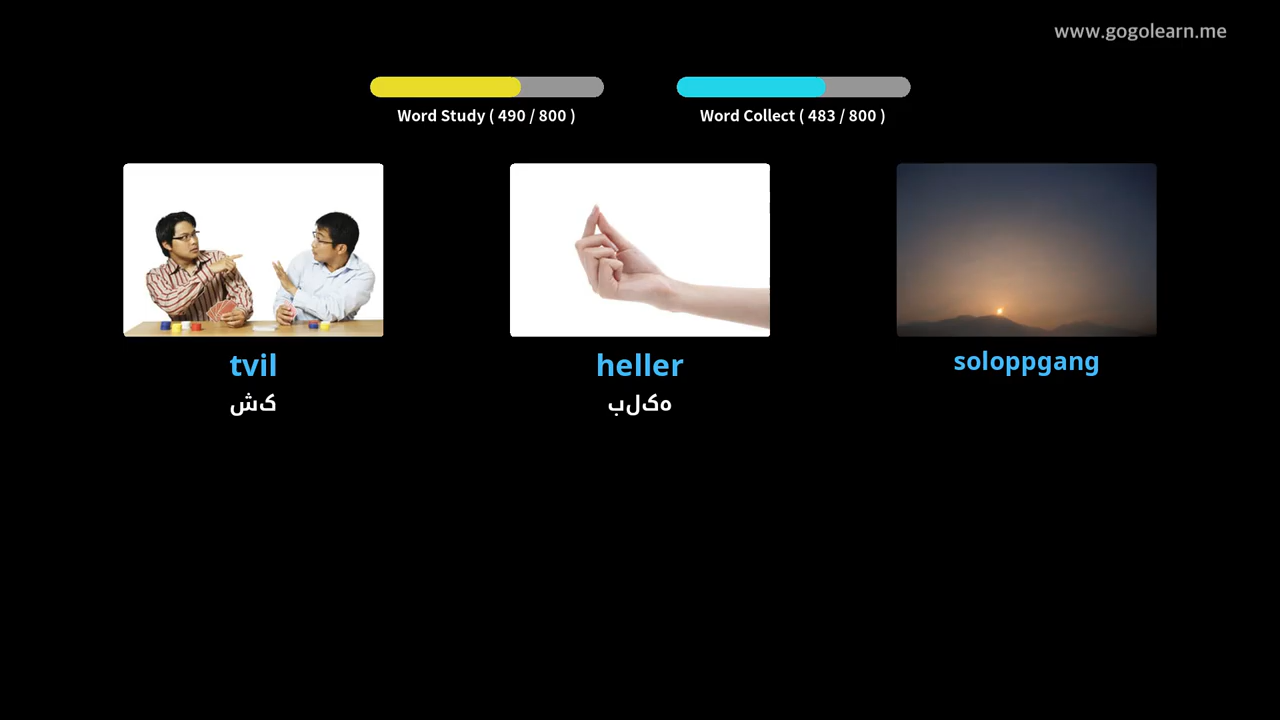 www.gogolearn.me
Word Study ( 490 / 800 )
Word Collect ( 483 / 800 )
tvil
heller
soloppgang
کش
هکلب